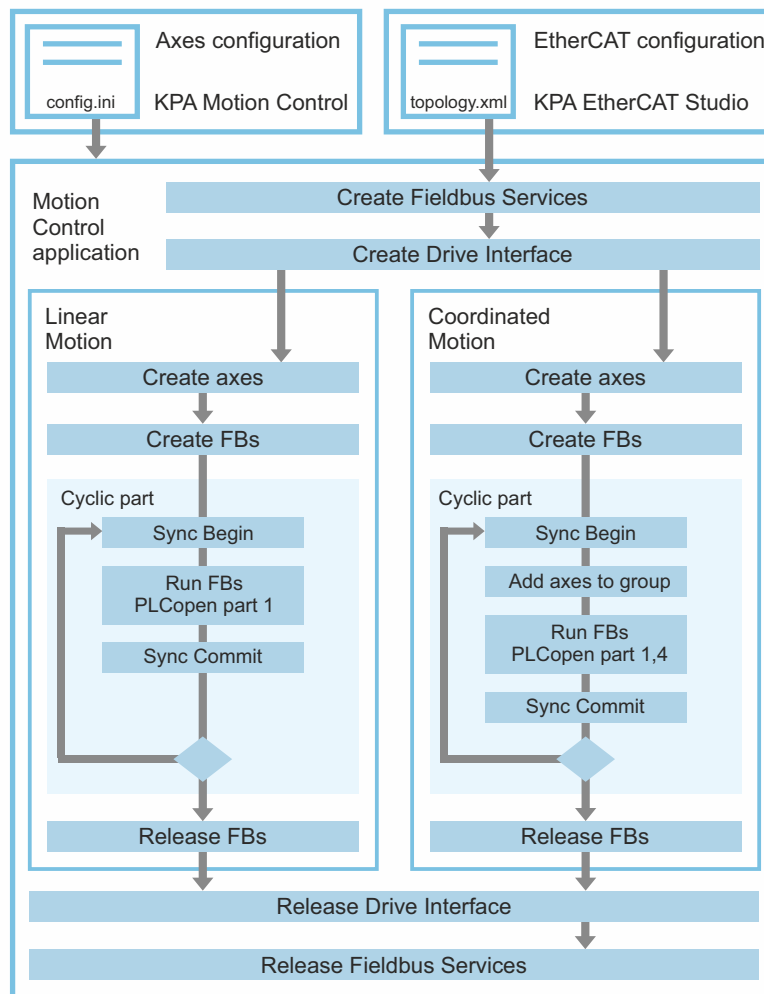 Axes configuration
config.ini
KPA Motion Control
EtherCAT configuration
topology.xml
KPA EtherCAT Studio
Motion
Control
application
Create Fieldbus Services
Create Drive Interface
Linear
Motion
Create axes
Create FBs
Cyclic part
Sync Begin
Run FBs
PLCopen part 1
Sync Commit
Release FBs
Coordinated
Motion
Create axes
Create FBs
Cyclic part
Sync Begin
Add axes to group
Run FBs
PLCopen part 1,4
Sync Commit
Release FBs
Release Drive Interface
Release Fieldbus Services